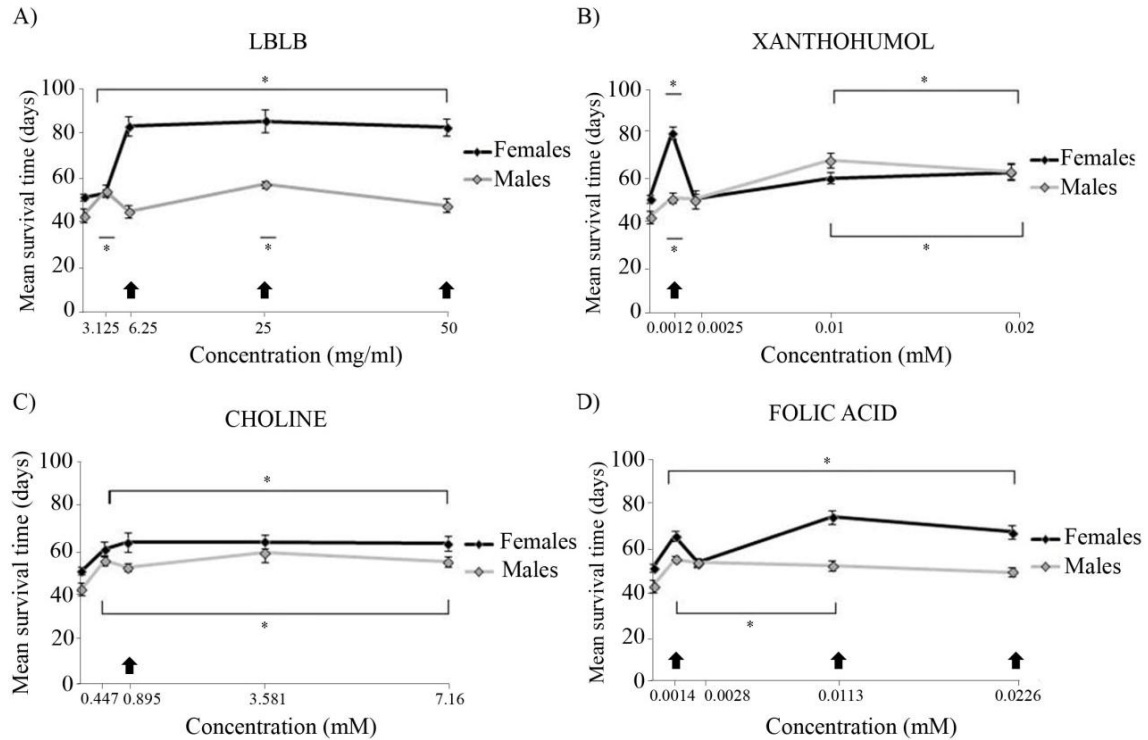 A)
LBLB
Mean survival time (days)
100
80
60
40
20
0
*
*
*
Females
Males
3.125 6.25 25 50
Concentration (mg/ml)
B)
XANTHOHUMOL
Mean survival time (days)
100
80
60
40
20
0
*
*
*
*
Females
Males
0.0012 0.0025 0.01 0.02
Concentration (mM)
C)
CHOLINE
Mean survival time (days)
100
80
60
40
20
0
*
*
Females
Males
0.447 0.895 3.581 7.16
Concentration (mM)
D)
FOLIC ACID
Mean survival time (days)
100
80
60
40
20
0
*
*
Females
Males
0.0014 0.0028 0.0113 0.0226
Concentration (mM)